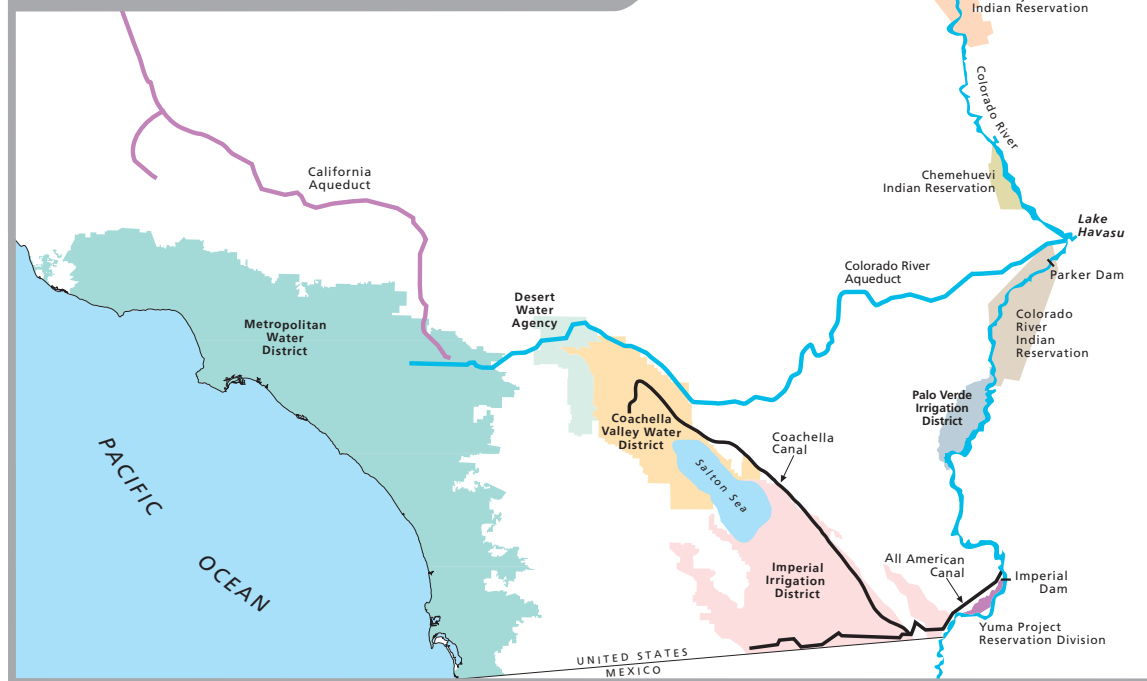 Indian Reservation
Colorado River
California
Aqueduct
Chemehuevi
Indian Reservation
Lake
Havasu
Colorado River
Aqueduct
Parker Dam
Desert
Water
Agency
Metropolitan
Water
District
Colorado
River
Indian
Reservation
Palo Verde
Irrigation
District
Coachella
Valley Water
District
Coachella
Canal
Salton Sea
PACIFIC
OCEAN
All American
Canal
Imperial
Irrigation
District
Imperial
Dam
Yuma Project
Reservation Division
UNITED STATES
MEXICO